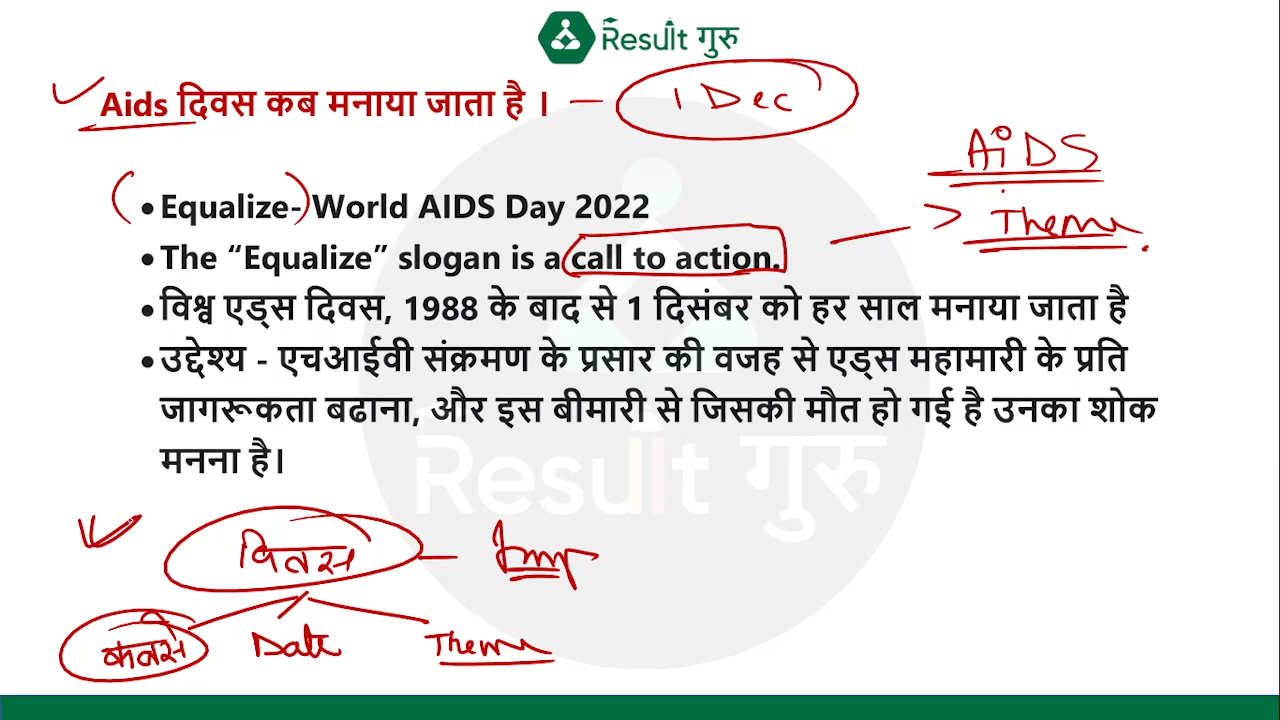 Result गुरु
Aids दिवस कब मनाया जाता है । – 1 Dec
AiDS
Theme
• Equalize- World AIDS Day 2022
• The “Equalize” slogan is a call to action.
• विश्व एड्स दिवस, 1988 के बाद से 1 दिसंबर को हर साल मनाया जाता है
• उद्देश्य - एचआईवी संक्रमण के प्रसार की वजह से एड्स महामारी के प्रति
जागरूकता बढाना, और इस बीमारी से जिसकी मौत हो गई है उनका शोक
मनना है।
Result गुरु
दिवस – Imp
कबसे Date Theme